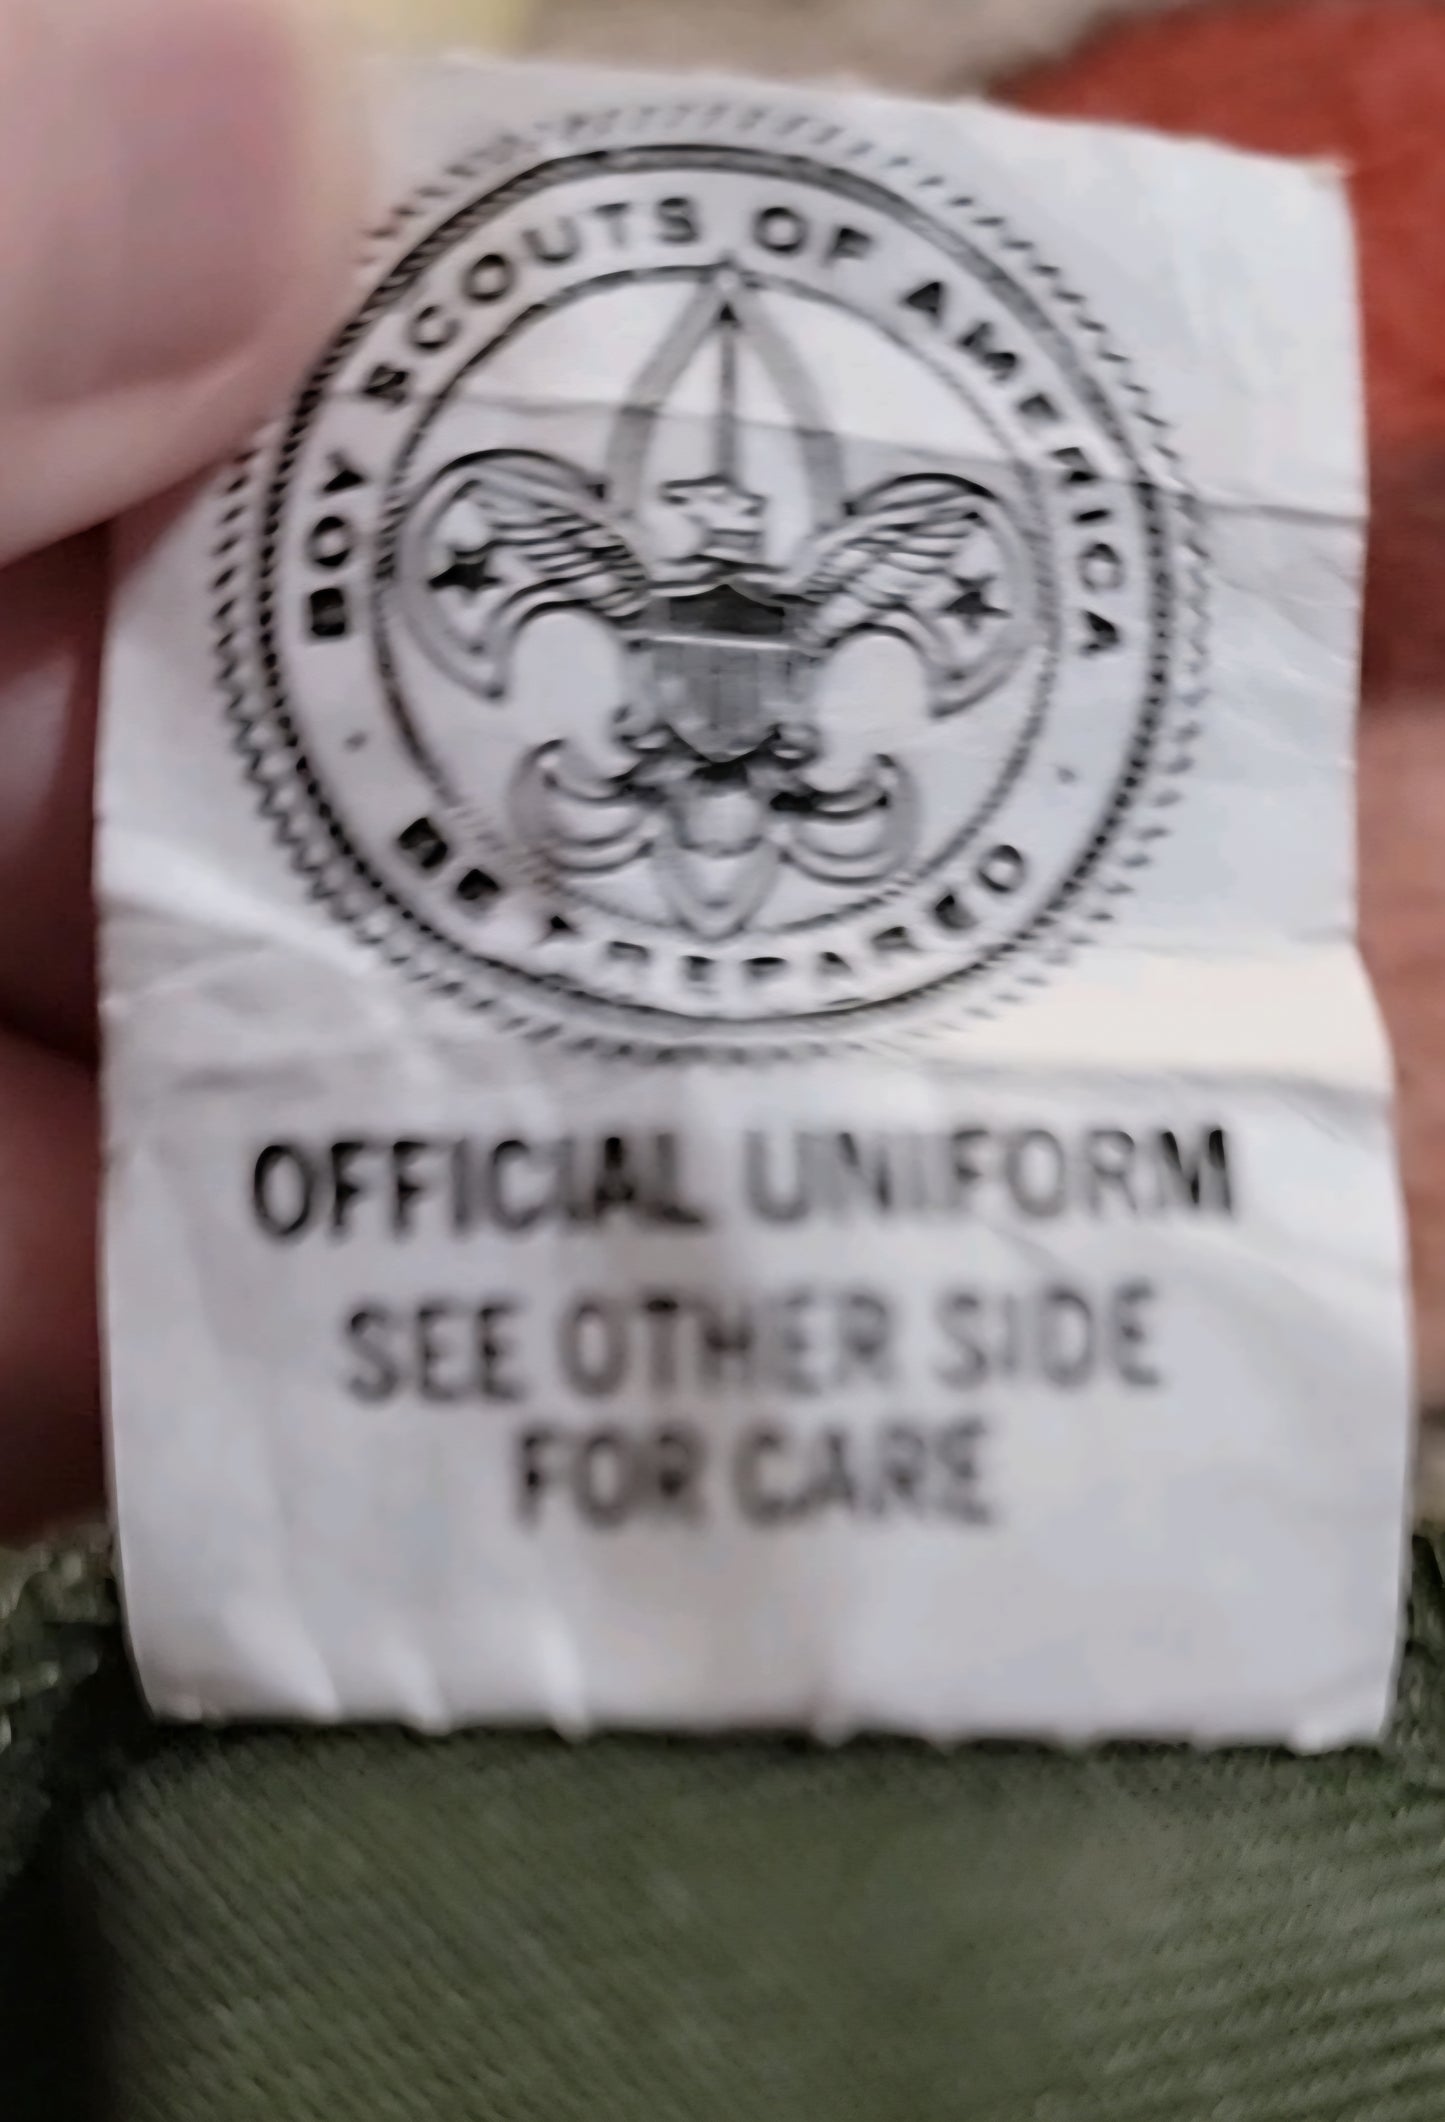 BOY SCOUTS OF AMERICA
BE PREPARED
OFFICIAL UNIFORM
SEE OTHER SIDE
FOR CARE